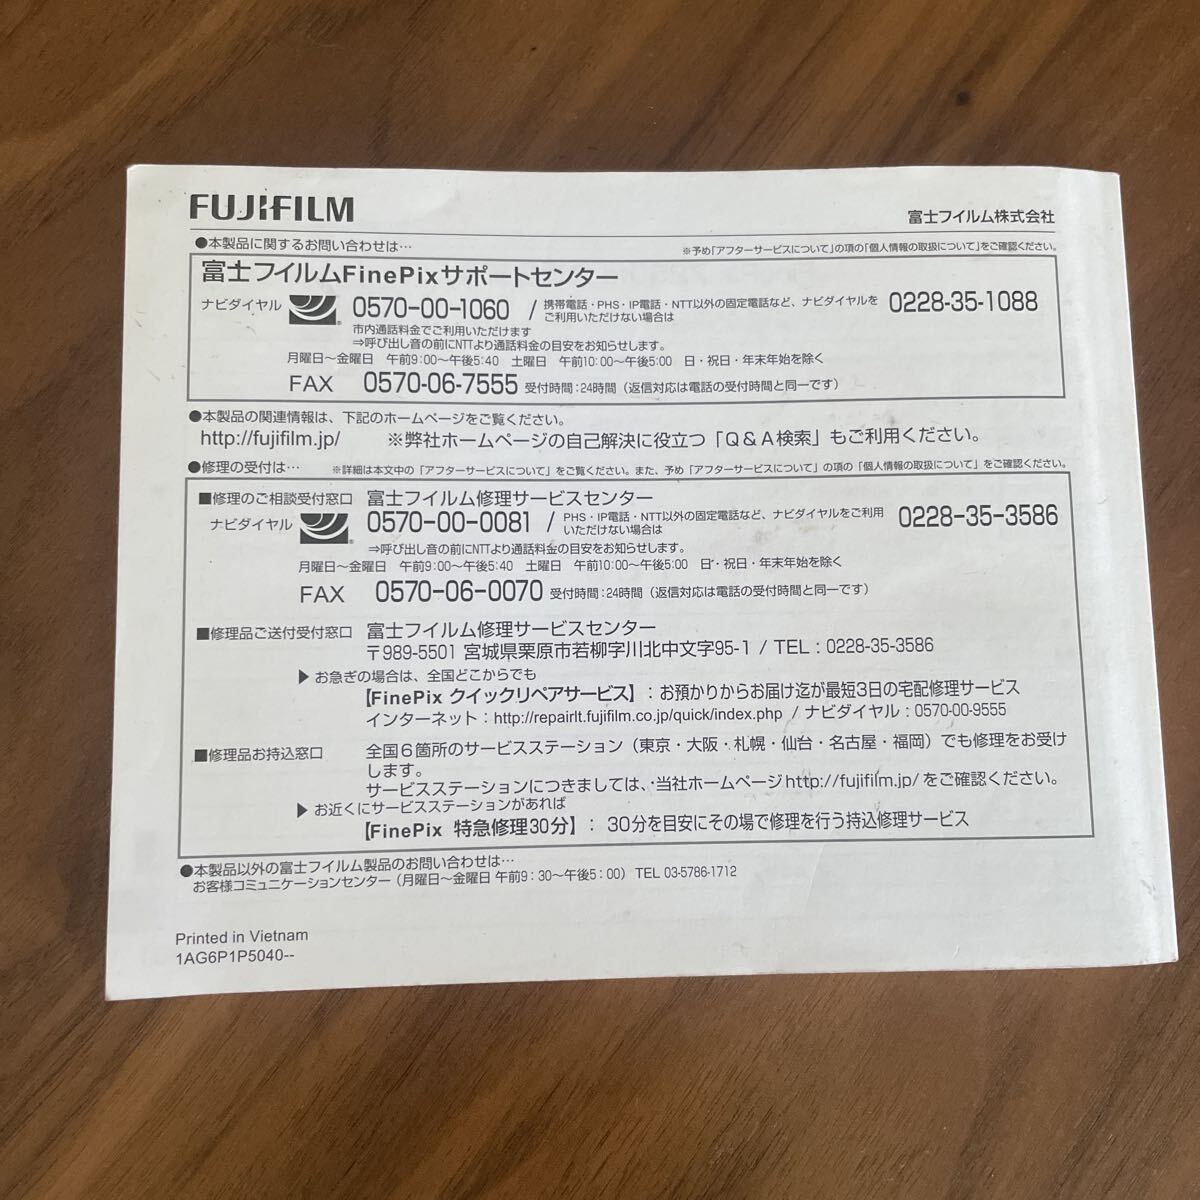 FUJIFILM
富士フイルム株式会社
●本製品に関するお問い合わせは…
※予め「アフターサービスについて」の項の「個人情報の取扱について」をご確認ください。
富士フイルムFinePixサポートセンター
ナビダイヤル 0570-00-1060 / 携帯電話・PHS・IP電話・NTT以外の固定電話など、ナビダイヤルを
ご利用いただけない場合は 0228-35-1088
市内通話料金でご利用いただけます
⇒呼び出し音の前にNTTより通話料金の目安をお知らせします。
月曜日～金曜日 午前9:00～午後5:40 土曜日 午前10:00～午後5:00 日・祝日・年末年始を除く
FAX 0570-06-7555 受付時間:24時間（返信対応は電話の受付時間と同一です）
●本製品の関連情報は、下記のホームページをご覧ください。
http://fujifilm.jp/ ※弊社ホームページの自己解決に役立つ「Q＆A検索」もご利用ください。
●修理の受付は… ※詳細は本文中の「アフターサービスについて」をご覧ください。また、予め「アフターサービスについて」の項の「個人情報の取扱について」をご確認ください。
■修理のご相談受付窓口 富士フイルム修理サービスセンター
ナビダイヤル 0570-00-0081 / PHS・IP電話・NTT以外の固定電話など、ナビダイヤルをご利用
いただけない場合は 0228-35-3586
⇒呼び出し音の前にNTTより通話料金の目安をお知らせします。
月曜日～金曜日 午前9:00～午後5:40 土曜日 午前10:00～午後5:00 日・祝日・年末年始を除く
FAX 0570-06-0070 受付時間:24時間（返信対応は電話の受付時間と同一です）
■修理品ご送付受付窓口 富士フイルム修理サービスセンター
〒989-5501 宮城県栗原市若柳字川北中文字95-1 / TEL : 0228-35-3586
▶ お急ぎの場合は、全国どこからでも
【FinePix クイックリペアサービス】: お預かりからお届け迄が最短3日の宅配修理サービス
インターネット : http://repairlt.fujifilm.co.jp/quick/index.php / ナビダイヤル : 0570-00-9555
■修理品お持込窓口 全国6箇所のサービスステーション（東京・大阪・札幌・仙台・名古屋・福岡）でも修理をお受け
します。
サービスステーションにつきましては、当社ホームページhttp://fujifilm.jp/をご確認ください。
▶ お近くにサービスステーションがあれば
【FinePix 特急修理30分】: 30分を目安にその場で修理を行う持込修理サービス
●本製品以外の富士フイルム製品のお問い合わせは…
お客様コミュニケーションセンター（月曜日～金曜日 午前9:30～午後5:00） TEL 03-5786-1712
Printed in Vietnam
1AG6P1P5040--